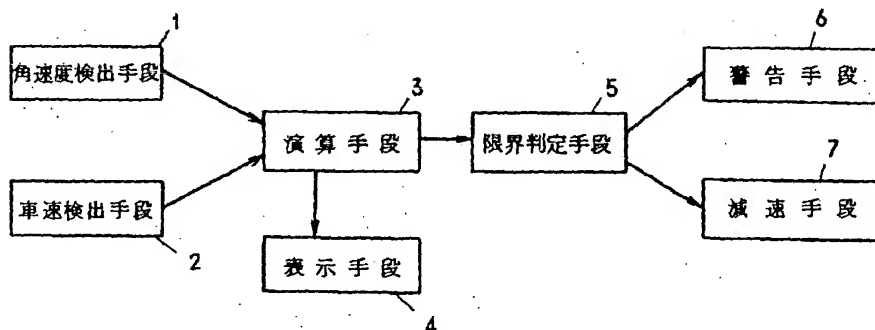 1
角速度検出手段
車速検出手段
2
3
演算手段
表示手段
4
5
限界判定手段
6
警告手段
7
減速手段